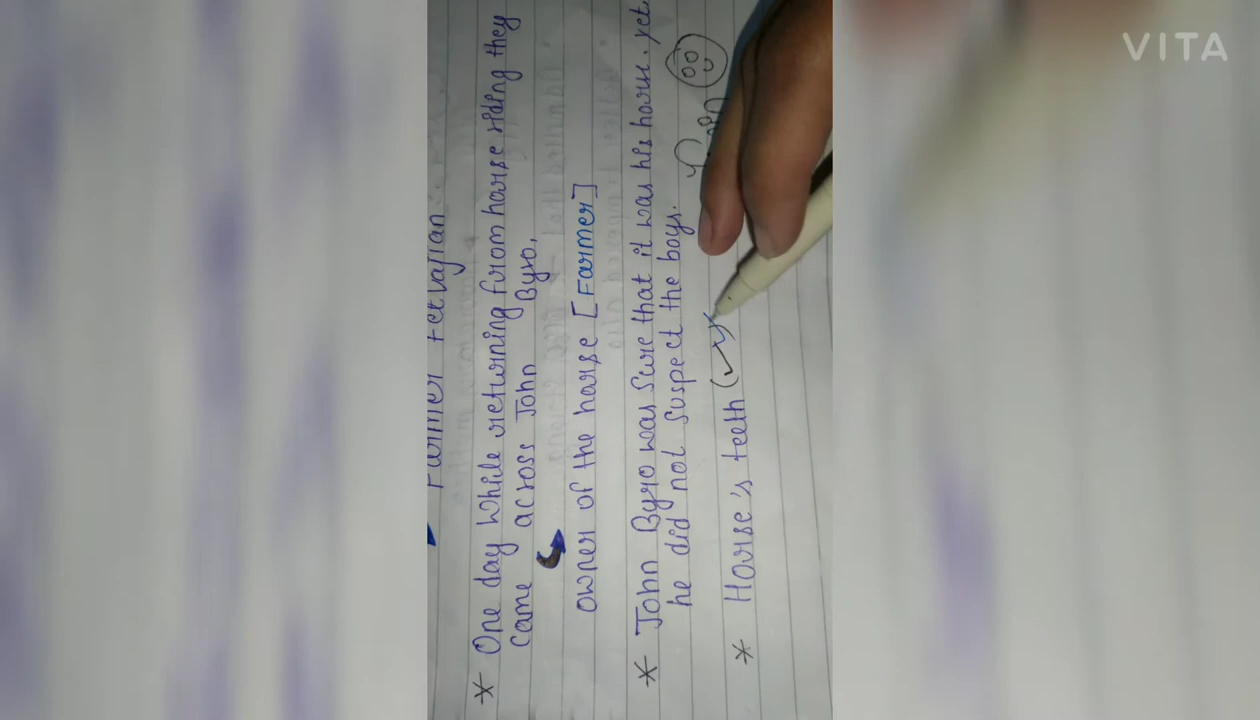 Farmer Fetvajian
* One day While returning from horse riding they
came across John Byro,
owner of the horse [Farmer]
* John Byro was Sure that it was his horse. yet
he did not suspect the boys.
* Horse's teeth (✓
VITA